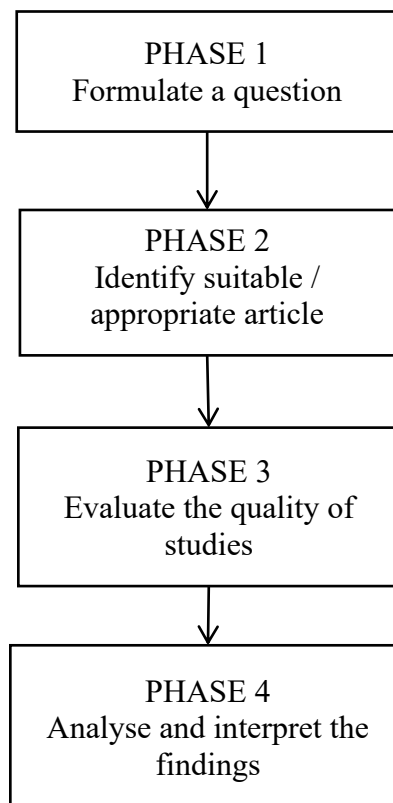 PHASE 1
Formulate a question
PHASE 2
Identify suitable /
appropriate article
PHASE 3
Evaluate the quality of
studies
PHASE 4
Analyse and interpret the
findings